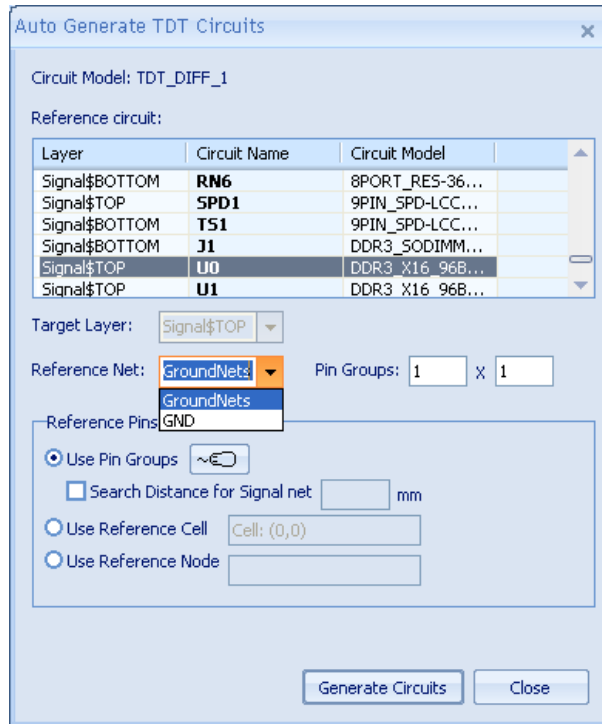 Auto Generate TDT Circuits
Circuit Model: TDT_DIFF_1
Reference circuit:
Layer Circuit Name Circuit Model
Signal$BOTTOM RN6 8PORT_RES-36...
Signal$TOP SPD1 9PIN_SPD-LCC...
Signal$BOTTOM TS1 9PIN_SPD-LCC...
Signal$BOTTOM J1 DDR3_SODIMM...
Signal$TOP U0 DDR3_X16_96B...
Signal$TOP U1 DDR3_X16_96B...
Target Layer: Signal$TOP
Reference Net: GroundNets Pin Groups: 1 X 1
GroundNets
GND
Reference Pins
Use Pin Groups
Search Distance for Signal net mm
Use Reference Cell Cell: (0,0)
Use Reference Node
Generate Circuits Close